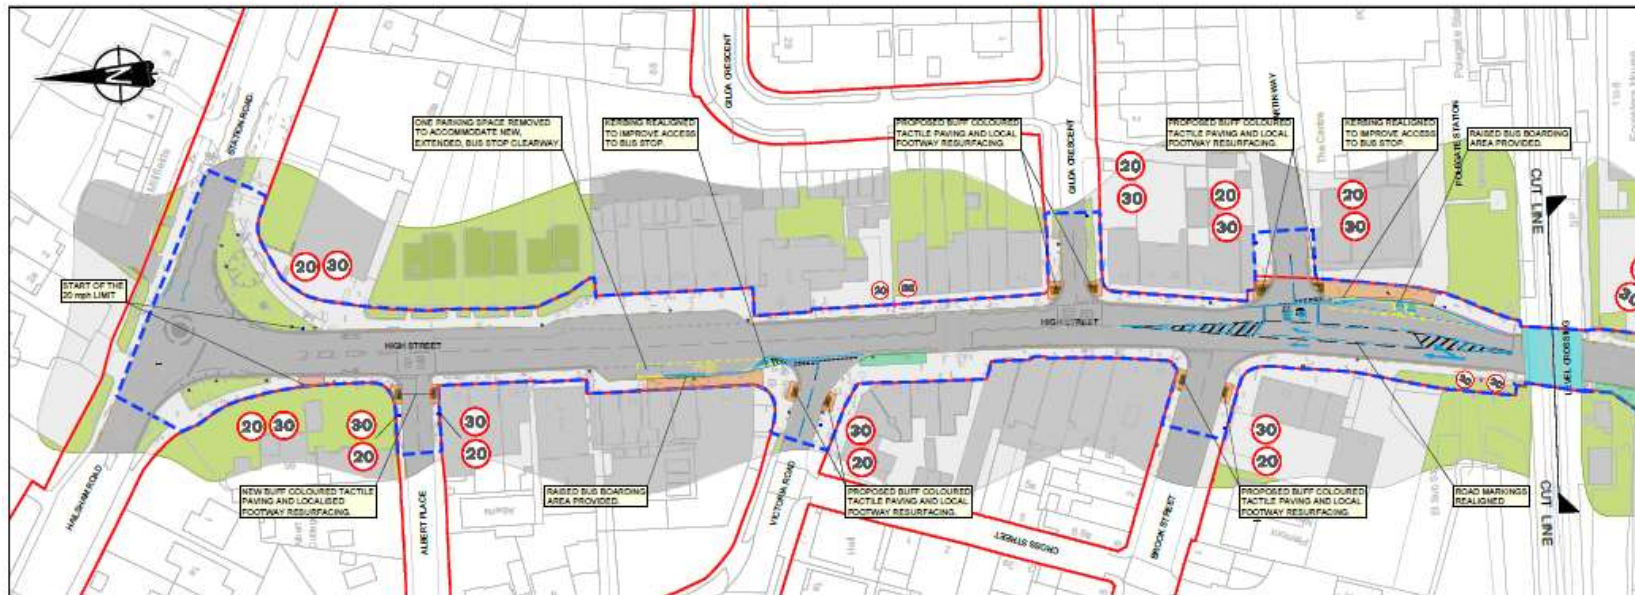 N
STATION ROAD
Millfields
GILDA CRESCENT
GILDA CRESCENT
The Centre
POLEGATE STATION
ONE PARKING SPACE REMOVED
TO ACCOMMODATE NEW,
EXTENDED, BUS STOP CLEARWAY
KERBING REALIGNED
TO IMPROVE ACCESS
TO BUS STOP.
PROPOSED BUFF COLOURED
TACTILE PAVING AND LOCAL
FOOTWAY RESURFACING.
PROPOSED BUFF COLOURED
TACTILE PAVING AND LOCAL
FOOTWAY RESURFACING.
KERBING REALIGNED
TO IMPROVE ACCESS
TO BUS STOP.
RAISED BUS BOARDING
AREA PROVIDED.
CUT LINE
20
30
20
30
20
30
20
30
20
30
20
START OF THE
20 mph LIMIT
HIGH STREET
HIGH STREET
LEVEL CROSSING
20
30
30
20
30
20
30
20
30
20
HAILSHAM ROAD
NEW BUFF COLOURED TACTILE
PAVING AND LOCALISED
FOOTWAY RESURFACING.
ALBERT PLACE
RAISED BUS BOARDING
AREA PROVIDED.
VICTORIA ROAD
PROPOSED BUFF COLOURED
TACTILE PAVING AND LOCAL
FOOTWAY RESURFACING.
Hall
CROSS STREET
BROOK STREET
PROPOSED BUFF COLOURED
TACTILE PAVING AND LOCAL
FOOTWAY RESURFACING.
ROAD MARKINGS
REALIGNED
CUT LINE